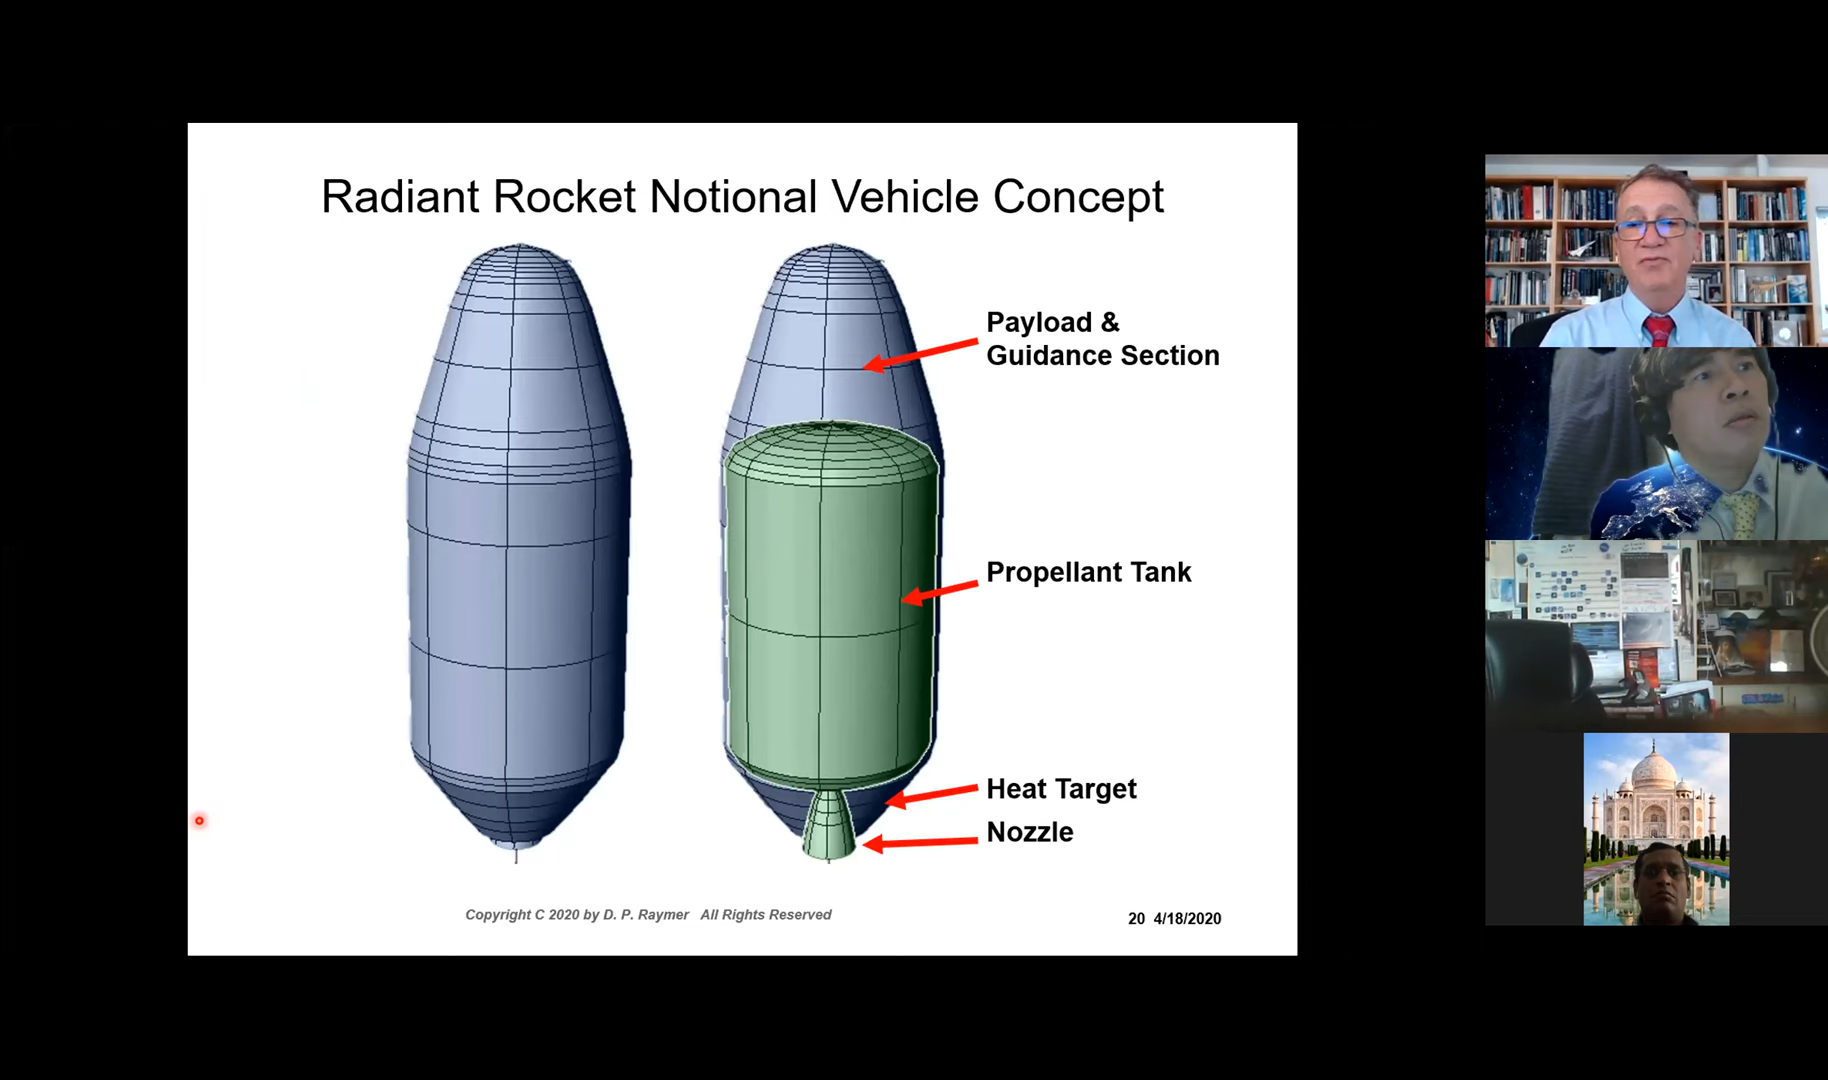 Radiant Rocket Notional Vehicle Concept
Payload &
Guidance Section
Propellant Tank
Heat Target
Nozzle
Copyright C 2020 by D. P. Raymer   All Rights Reserved
20  4/18/2020